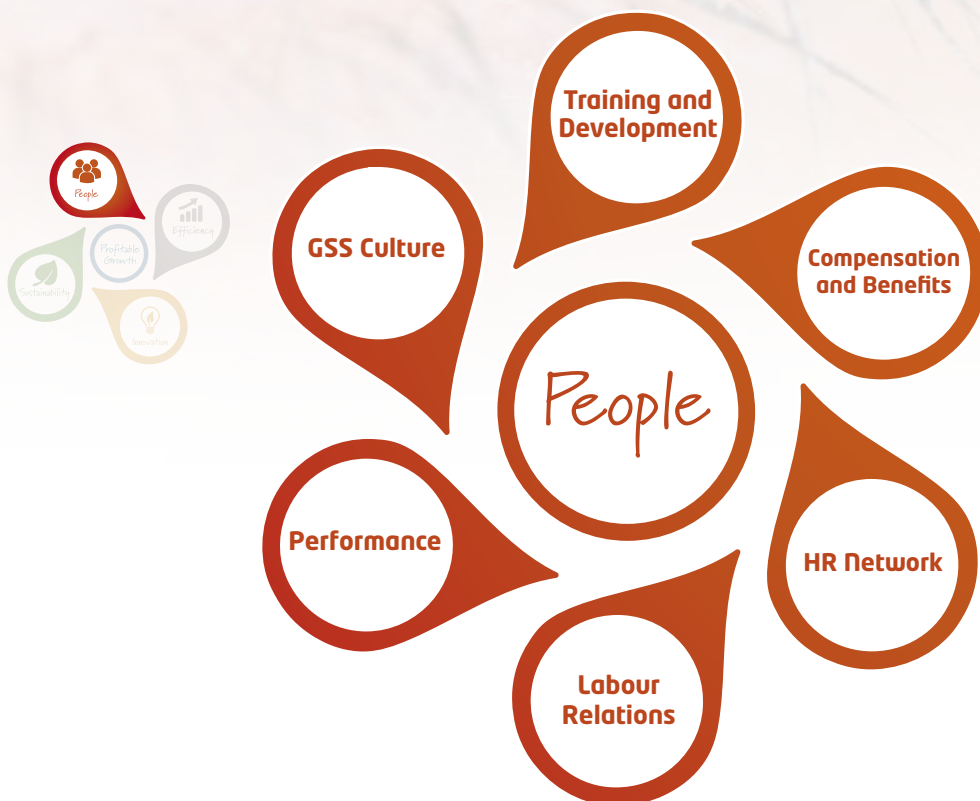 People
Efficiency
Profitable
Growth
Sustainability
Innovation
Training and
Development
GSS Culture
Compensation
and Benefits
People
Performance
HR Network
Labour
Relations